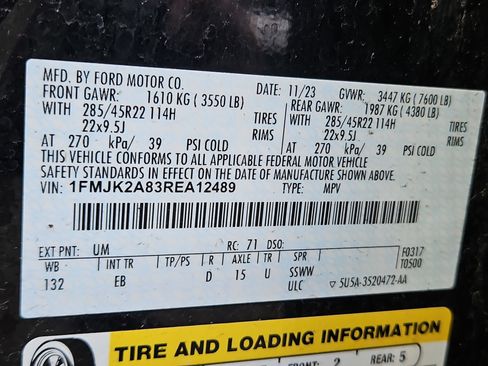 MFD. BY FORD MOTOR CO.
DATE: 11/23 GVWR: 3447 KG (7600 LB)
FRONT GAWR: 1610 KG (3550 LB) REAR GAWR: 1987 KG (4380 LB)
WITH 285/45R22 114H TIRES WITH 285/45R22 114H TIRES
22x9.5J RIMS 22x9.5J RIMS
AT 270 kPa/ 39 PSI COLD AT 270 kPa/ 39 PSI COLD
THIS VEHICLE CONFORMS TO ALL APPLICABLE FEDERAL MOTOR VEHICLE
SAFETY STANDARDS IN EFFECT ON THE DATE OF MANUFACTURE SHOWN ABOVE.
VIN: 1FMJK2A83REA12489 TYPE: MPV
EXT PNT: UM RC: 71 DSO: F0317
WB INT TR TP/PS R AXLE TR SPR T0500
132 EB D 15 U SSWW
ULC 5U5A-3520472-AA
TIRE AND LOADING INFORMATION
FRONT: 2 REAR: 5